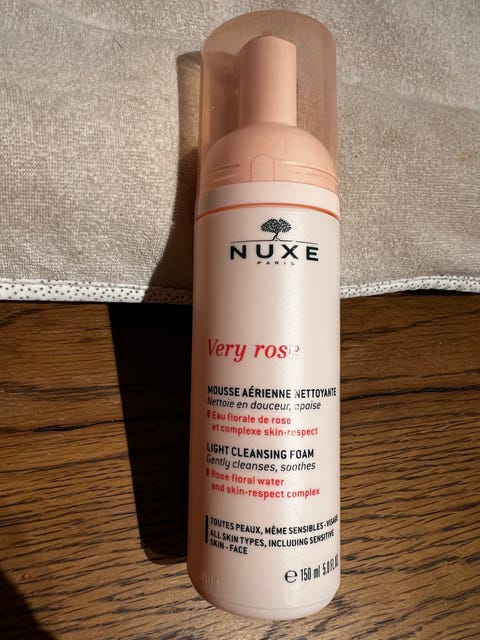 NUXE
PARIS
Very rose
MOUSSE AÉRIENNE NETTOYANTE
Nettoie en douceur, apaise
Eau florale de rose
et complexe skin-respect
LIGHT CLEANSING FOAM
Gently cleanses, soothes
Rose floral water
and skin-respect complex
TOUTES PEAUX, MÊME SENSIBLES - VISAGE
ALL SKIN TYPES, INCLUDING SENSITIVE
SKIN - FACE
℮ 150 ml 5.0 FL.